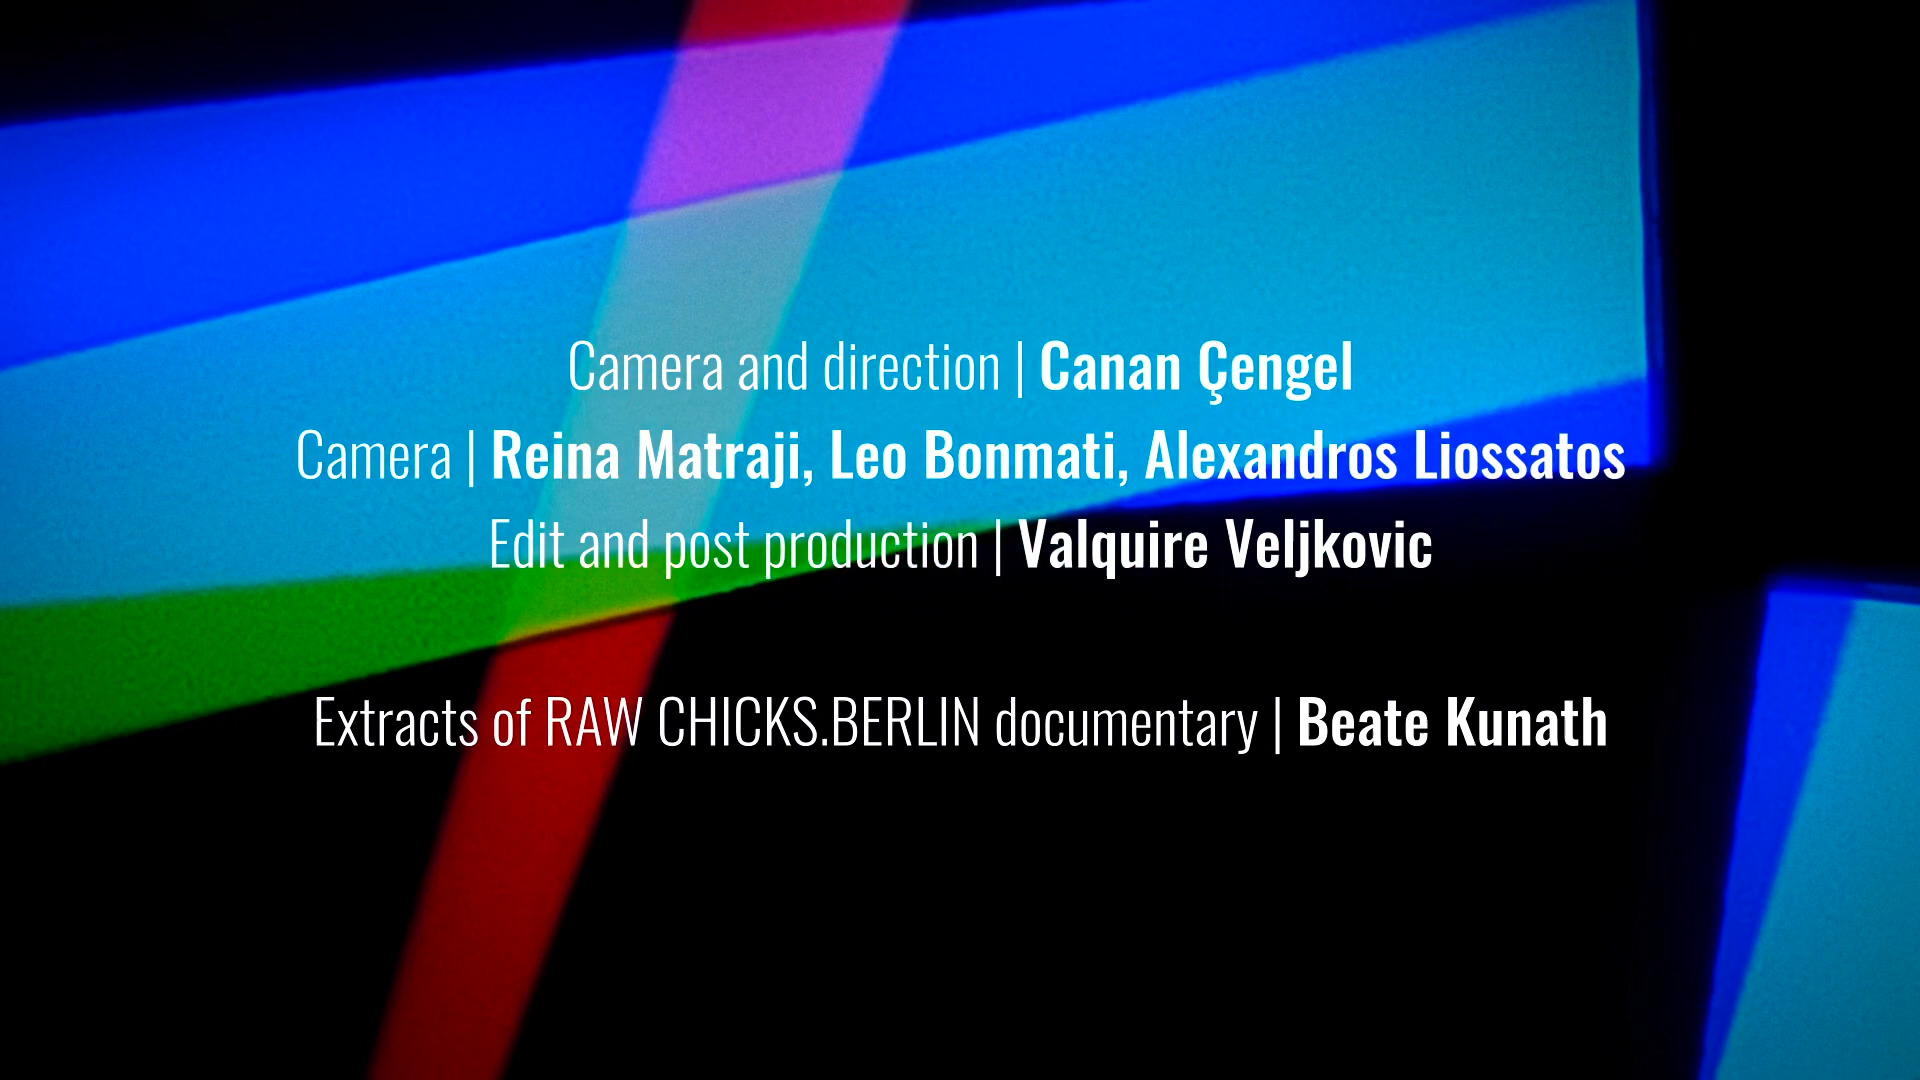 Camera and direction | Canan Çengel
Camera | Reina Matraji, Leo Bonmati, Alexandros Liossatos
Edit and post production | Valquire Veljkovic
Extracts of RAW CHICKS.BERLIN documentary | Beate Kunath